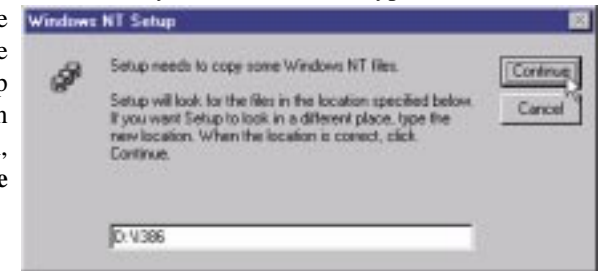 Windows NT Setup
Setup needs to copy some Windows NT files.
Setup will look for the files in the location specified below.
If you want Setup to look in a different place, type the
new location. When the location is correct, click
Continue.
Continue
Cancel
D:\I386